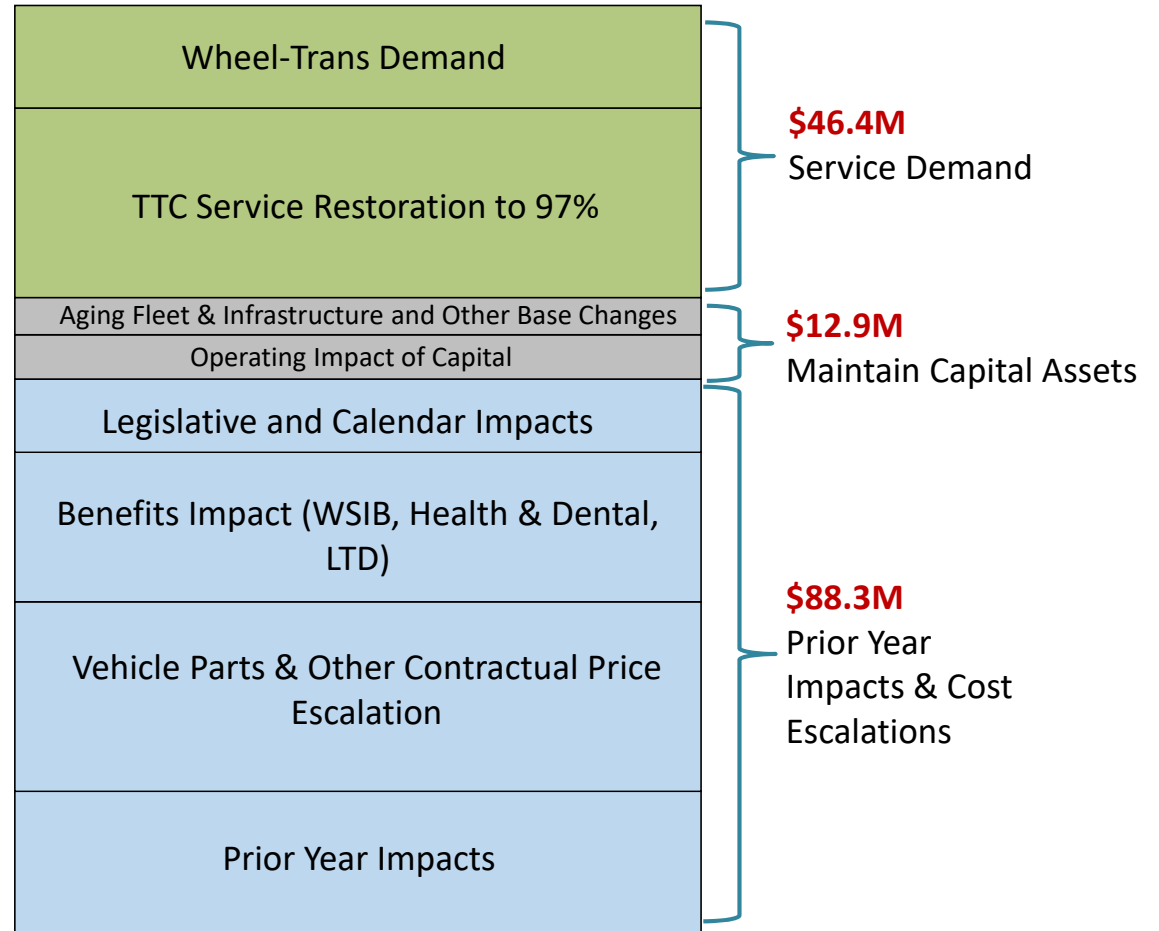 Wheel-Trans Demand
TTC Service Restoration to 97%
Aging Fleet & Infrastructure and Other Base Changes
Operating Impact of Capital
Legislative and Calendar Impacts
Benefits Impact (WSIB, Health & Dental,
LTD)
Vehicle Parts & Other Contractual Price
Escalation
Prior Year Impacts
$46.4M
Service Demand
$12.9M
Maintain Capital Assets
$88.3M
Prior Year
Impacts & Cost
Escalations